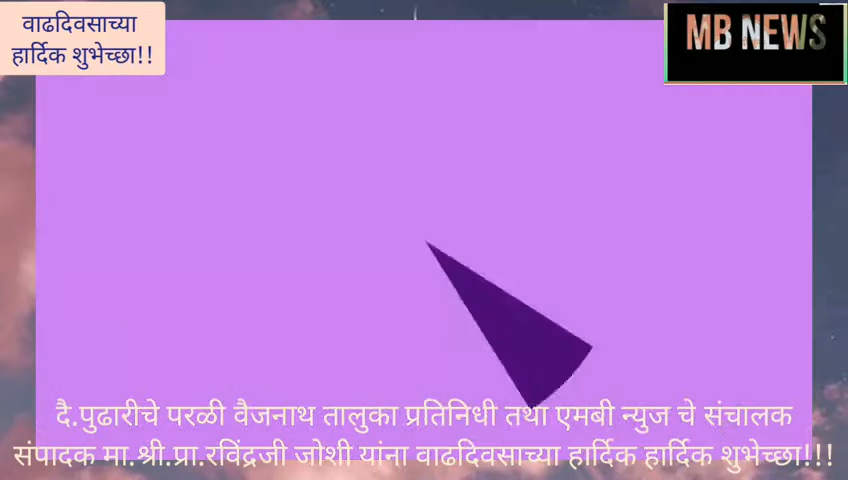 वाढदिवसाच्या
हार्दिक शुभेच्छा!!
MB NEWS
दै.पुढारीचे परळी वैजनाथ तालुका प्रतिनिधी तथा एमबी न्युज चे संचालक
संपादक मा.श्री.प्रा.रविंद्रजी जोशी यांना वाढदिवसाच्या हार्दिक हार्दिक शुभेच्छा!!!